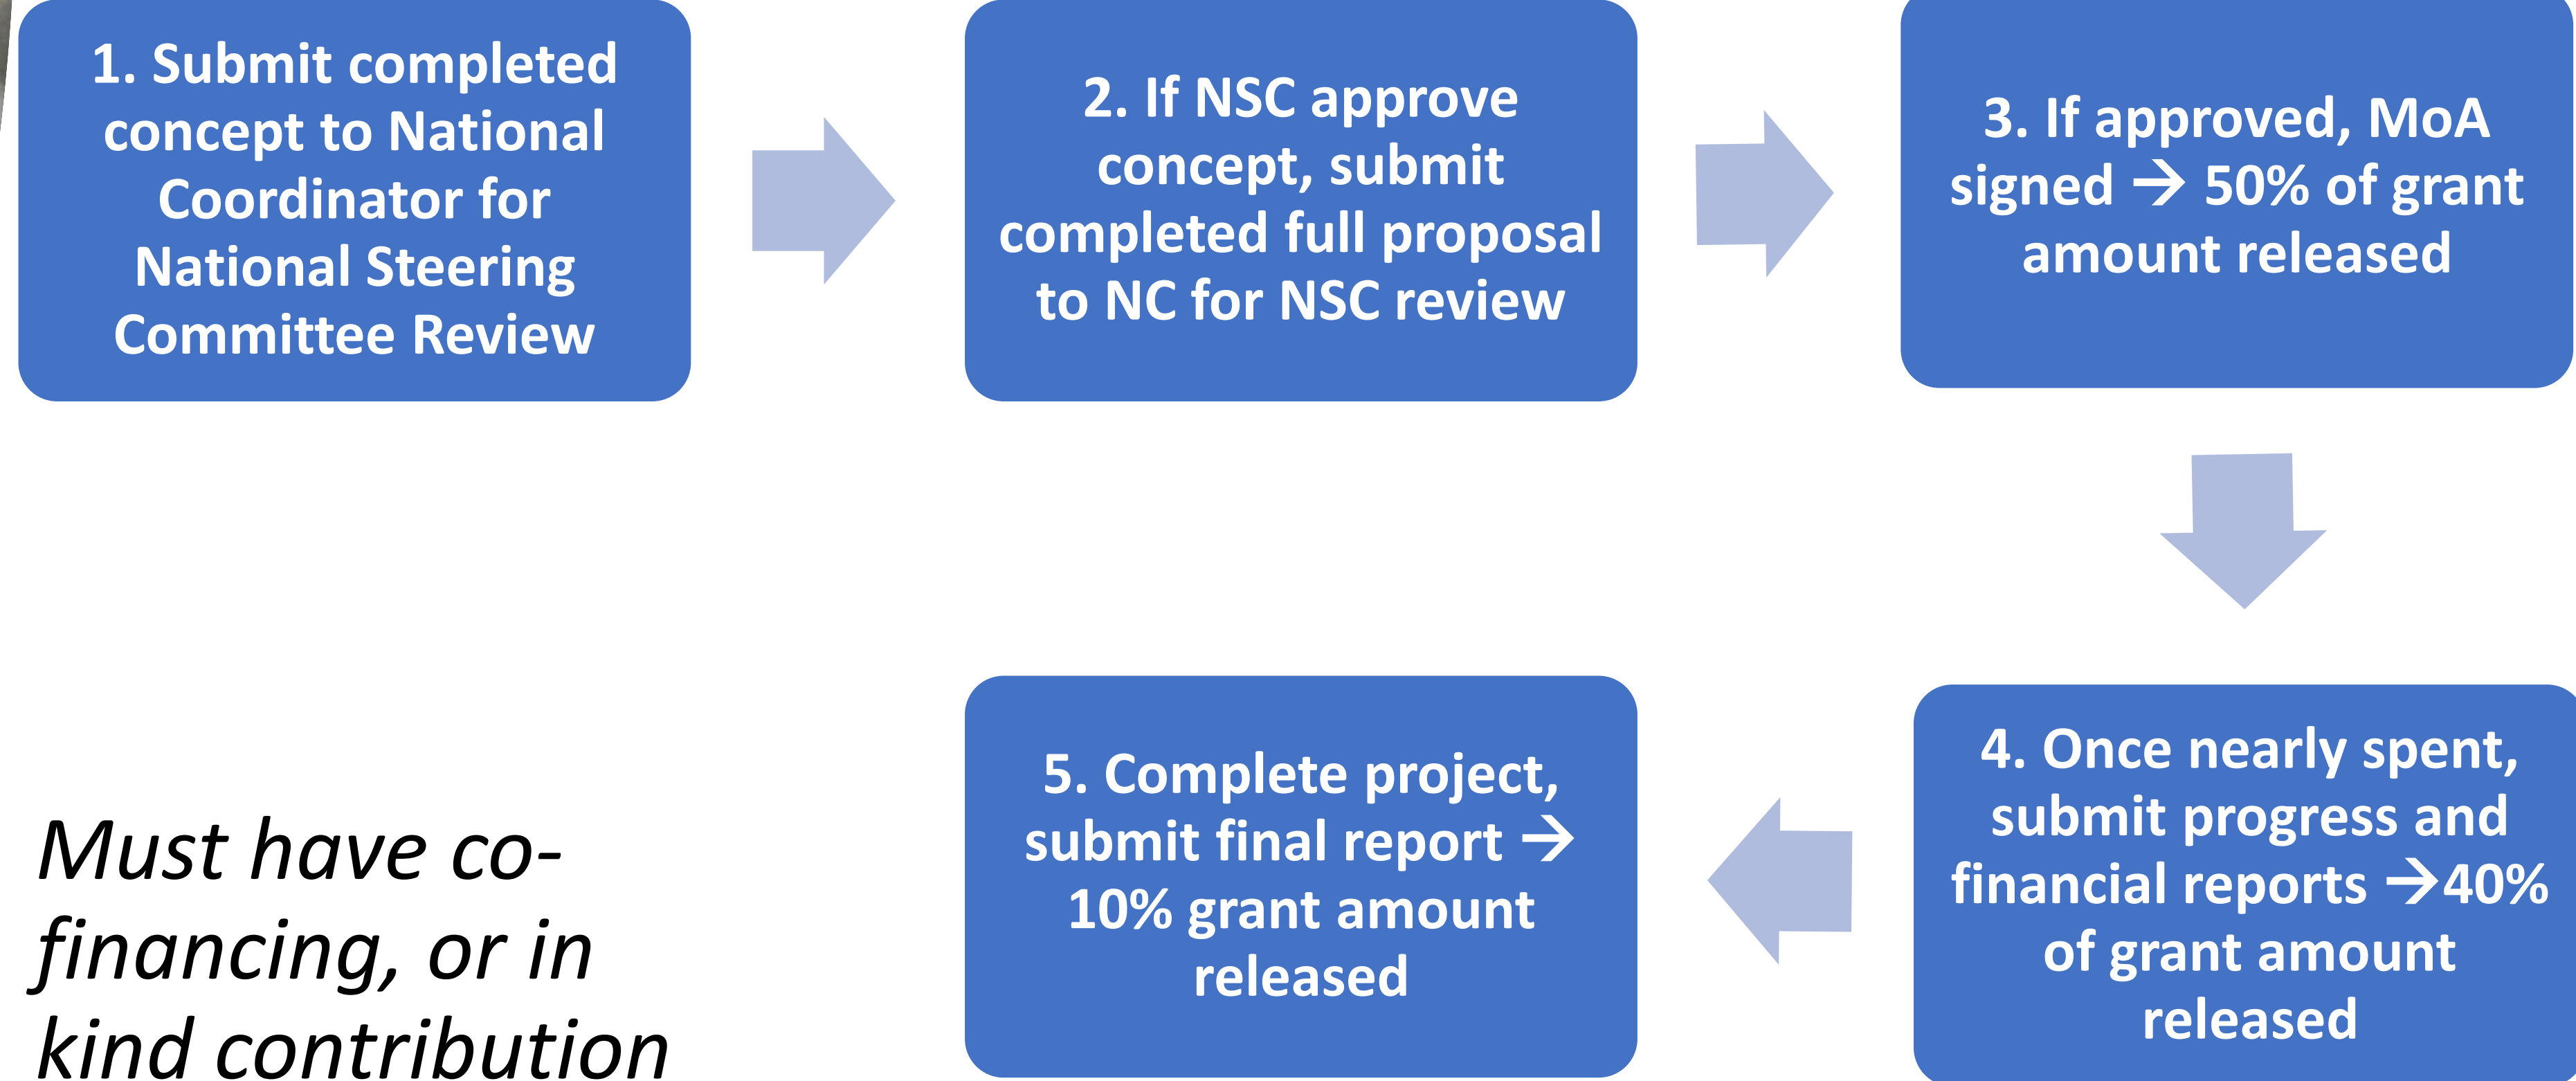 1. Submit completed
concept to National
Coordinator for
National Steering
Committee Review
2. If NSC approve
concept, submit
completed full proposal
to NC for NSC review
3. If approved, MoA
signed → 50% of grant
amount released
4. Once nearly spent,
submit progress and
financial reports →40%
of grant amount
released
5. Complete project,
submit final report →
10% grant amount
released
Must have co-
financing, or in
kind contribution